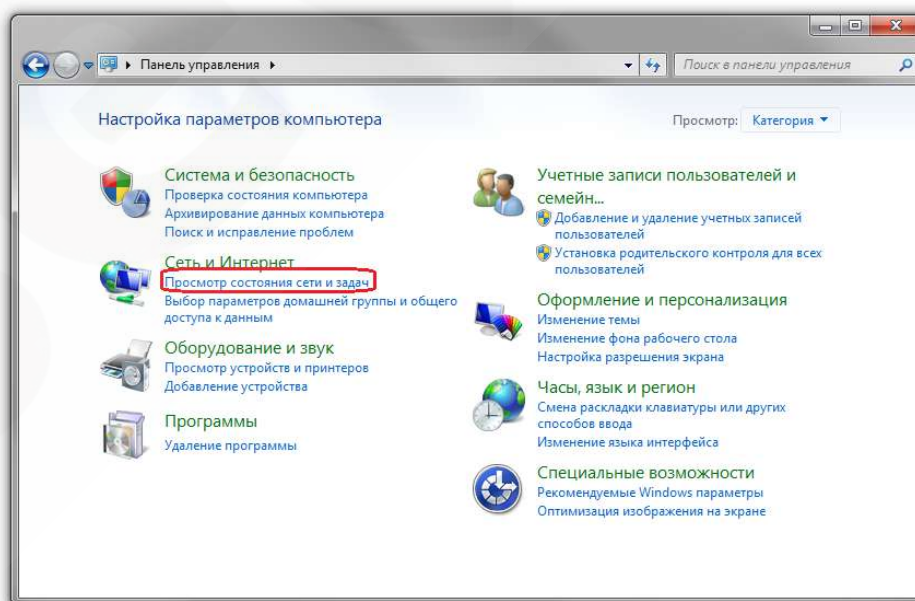 Панель управления
Поиск в панели управления
Настройка параметров компьютера
Просмотр: Категория
Система и безопасность
Проверка состояния компьютера
Архивирование данных компьютера
Поиск и исправление проблем
Сеть и Интернет
Просмотр состояния сети и задач
Выбор параметров домашней группы и общего
доступа к данным
Оборудование и звук
Просмотр устройств и принтеров
Добавление устройства
Программы
Удаление программы
Учетные записи пользователей и
семейн...
Добавление и удаление учетных записей
пользователей
Установка родительского контроля для всех
пользователей
Оформление и персонализация
Изменение темы
Изменение фона рабочего стола
Настройка разрешения экрана
Часы, язык и регион
Смена раскладки клавиатуры или других
способов ввода
Изменение языка интерфейса
Специальные возможности
Рекомендуемые Windows параметры
Оптимизация изображения на экране